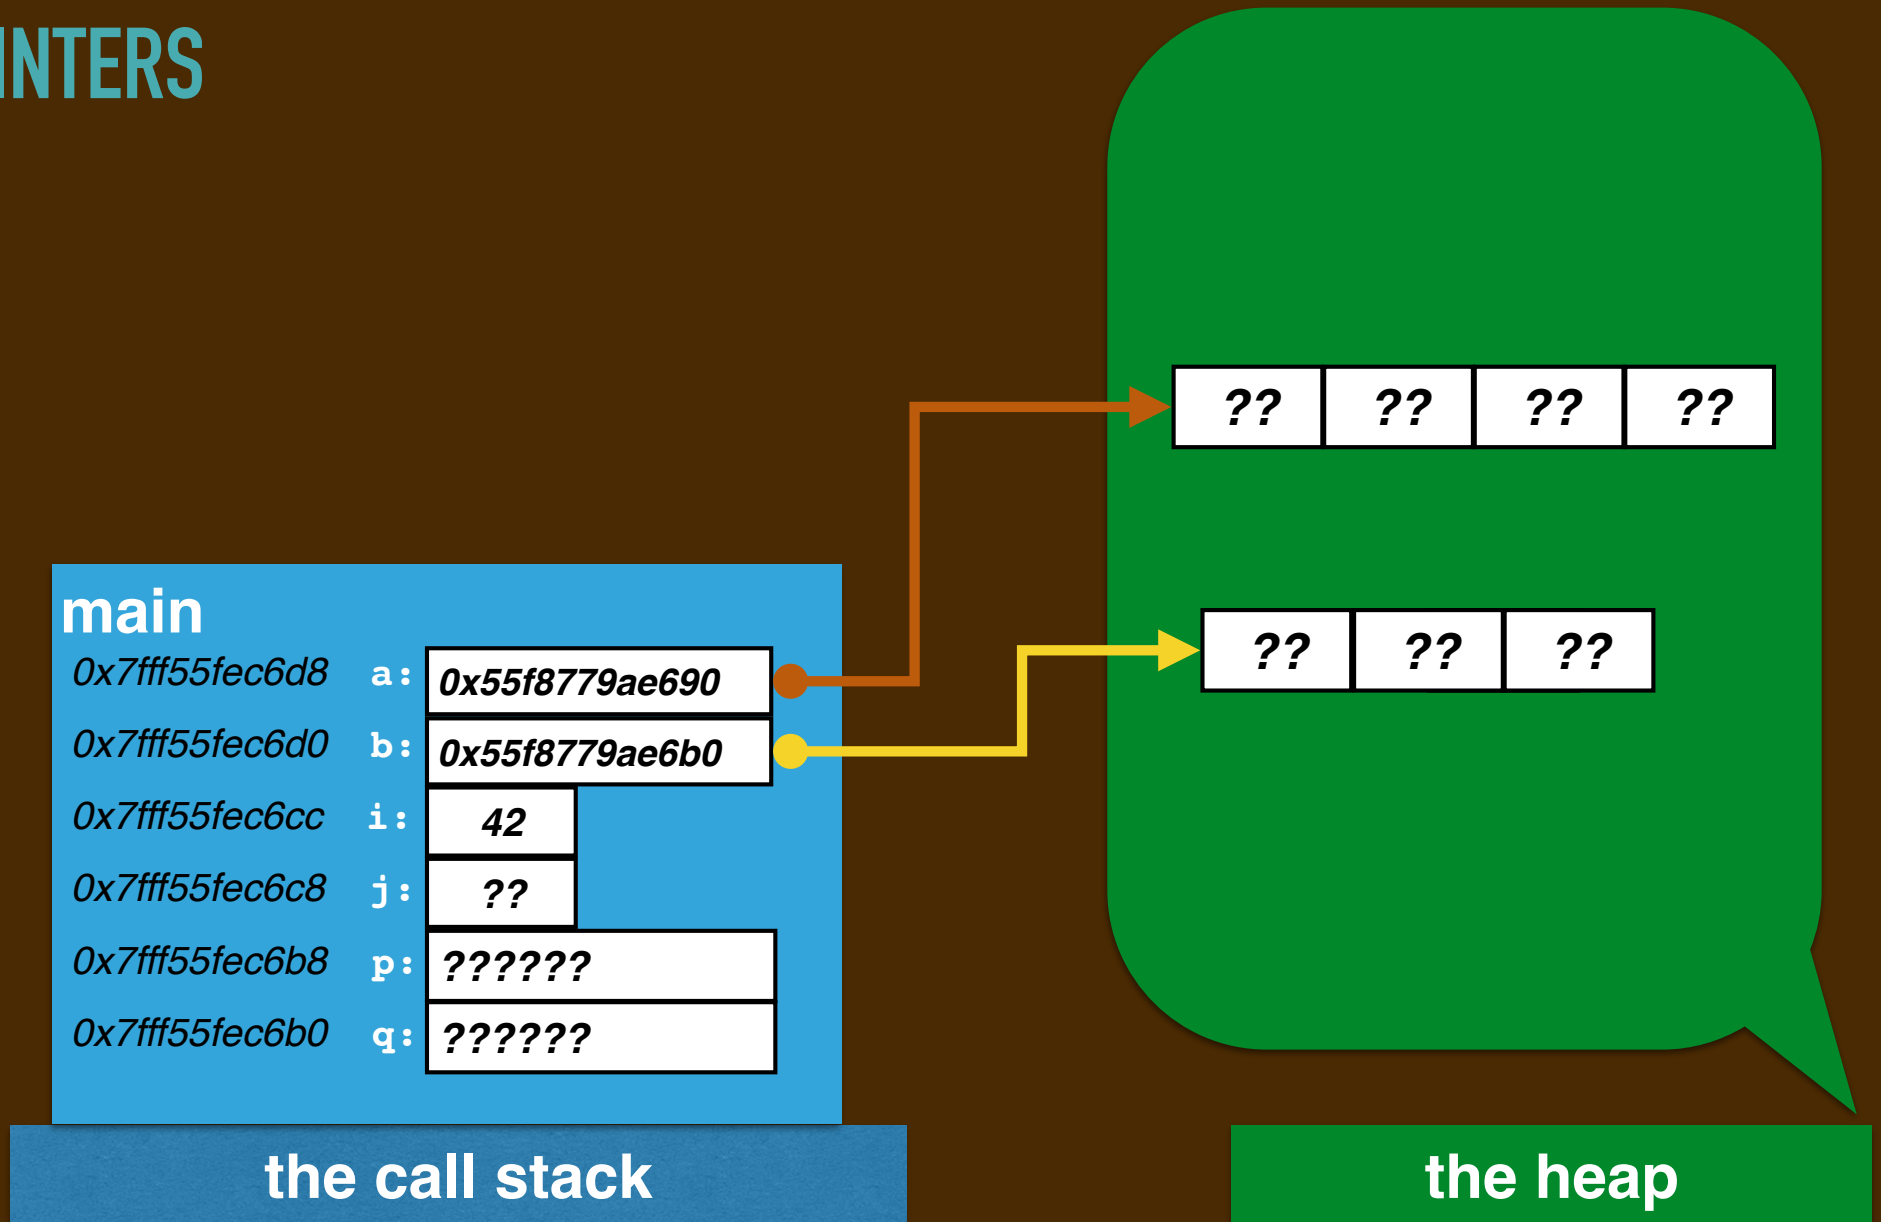 INTERS
?? ?? ?? ??
main
0x7fff55fec6d8 a: 0x55f8779ae690
0x7fff55fec6d0 b: 0x55f8779ae6b0
?? ?? ??
0x7fff55fec6cc i: 42
0x7fff55fec6c8 j: ??
0x7fff55fec6b8 p: ??????
0x7fff55fec6b0 q: ??????
the call stack
the heap